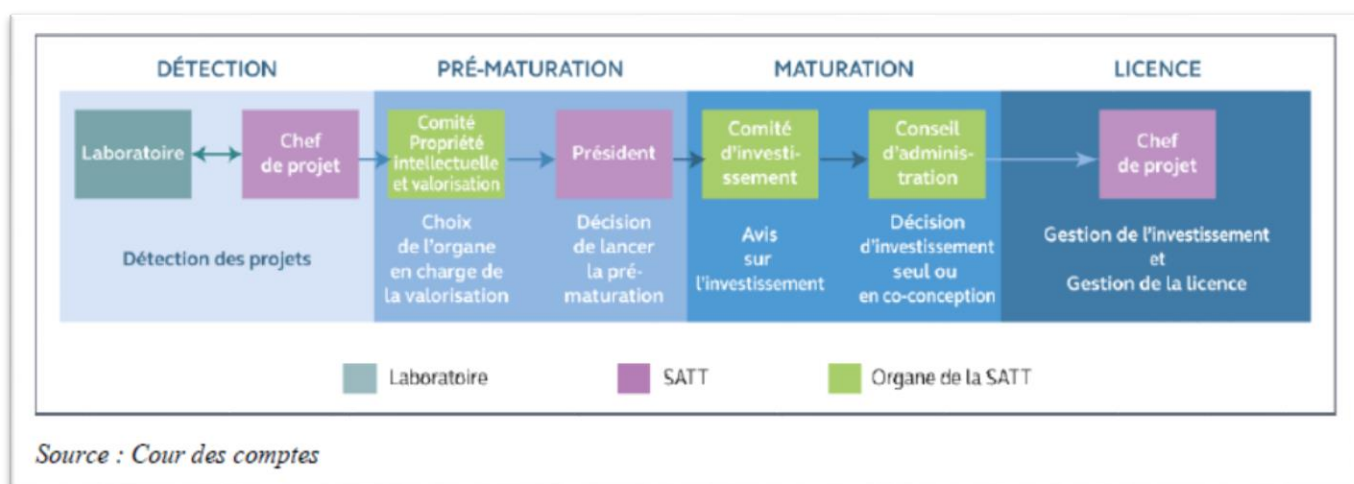 DÉTECTION
PRÉ-MATURATION
MATURATION
LICENCE
Laboratoire
Chef
de projet
Comité
Propriété
intellectuelle
et valorisation
Président
Comité
d'investi-
ssement
Conseil
d'adminis-
tration
Chef
de projet
Détection des projets
Choix
de l'organe
en charge de
la valorisation
Décision
de lancer
la pré-
maturation
Avis
sur
l'investissement
Décision
d'investissement
seul ou
en co-conception
Gestion de l'investissement
et
Gestion de la licence
Laboratoire
SATT
Organe de la SATT
Source : Cour des comptes